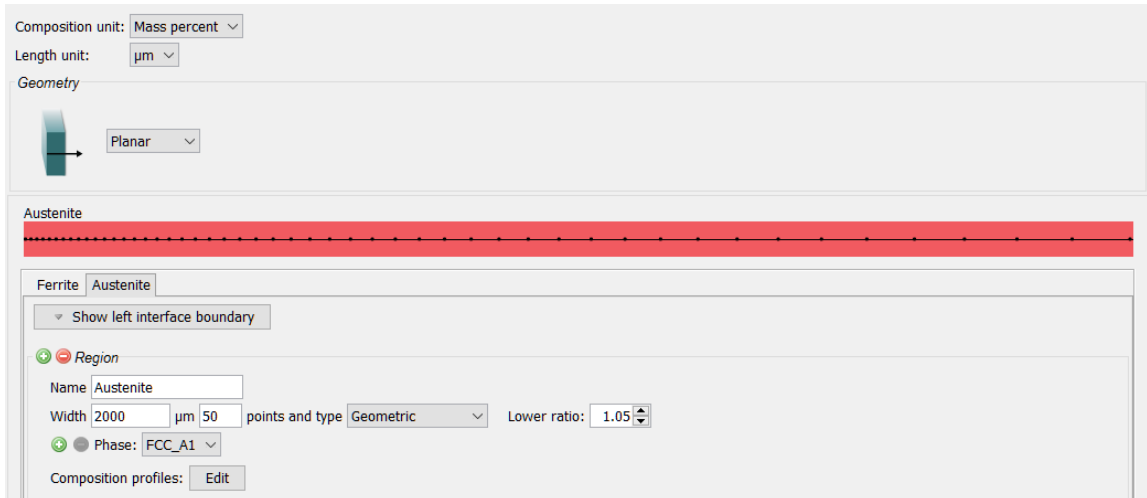 Composition unit: Mass percent
Length unit: µm
Geometry
Planar
Austenite
Ferrite Austenite
Show left interface boundary
Region
Name Austenite
Width 2000 µm 50 points and type Geometric Lower ratio: 1.05
Phase: FCC_A1
Composition profiles: Edit